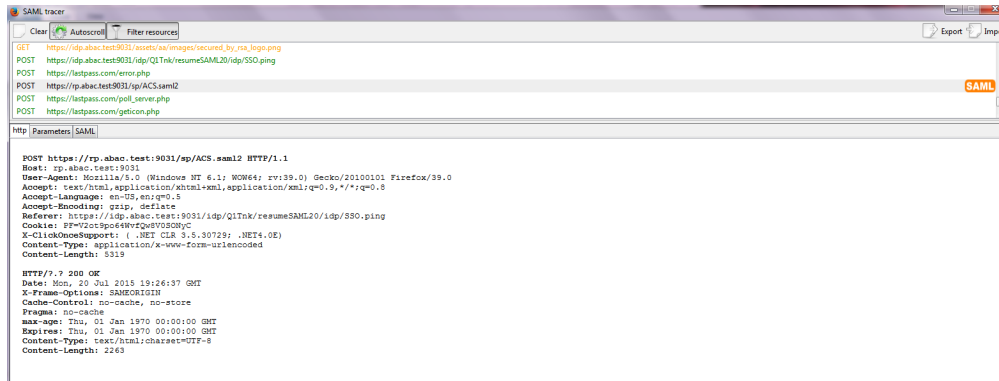 SAML tracer
Clear Autoscroll Filter resources Export Impo
GET https://idp.abac.test:9031/assets/aa/images/secured_by_rsa_logo.png
POST https://idp.abac.test:9031/idp/Q1Tnk/resumeSAML20/idp/SSO.ping
POST https://lastpass.com/error.php
POST https://rp.abac.test:9031/sp/ACS.saml2 SAML
POST https://lastpass.com/poll_server.php
POST https://lastpass.com/geticon.php
http Parameters SAML
POST https://rp.abac.test:9031/sp/ACS.saml2 HTTP/1.1
Host: rp.abac.test:9031
User-Agent: Mozilla/5.0 (Windows NT 6.1; WOW64; rv:39.0) Gecko/20100101 Firefox/39.0
Accept: text/html,application/xhtml+xml,application/xml;q=0.9,*/*;q=0.8
Accept-Language: en-US,en;q=0.5
Accept-Encoding: gzip, deflate
Referer: https://idp.abac.test:9031/idp/Q1Tnk/resumeSAML20/idp/SSO.ping
Cookie: PF=V2ot9po64WvfQw8V0SONyC
X-ClickOnceSupport: ( .NET CLR 3.5.30729; .NET4.0E)
Content-Type: application/x-www-form-urlencoded
Content-Length: 5319
HTTP/?.? 200 OK
Date: Mon, 20 Jul 2015 19:26:37 GMT
X-Frame-Options: SAMEORIGIN
Cache-Control: no-cache, no-store
Pragma: no-cache
max-age: Thu, 01 Jan 1970 00:00:00 GMT
Expires: Thu, 01 Jan 1970 00:00:00 GMT
Content-Type: text/html;charset=UTF-8
Content-Length: 2263